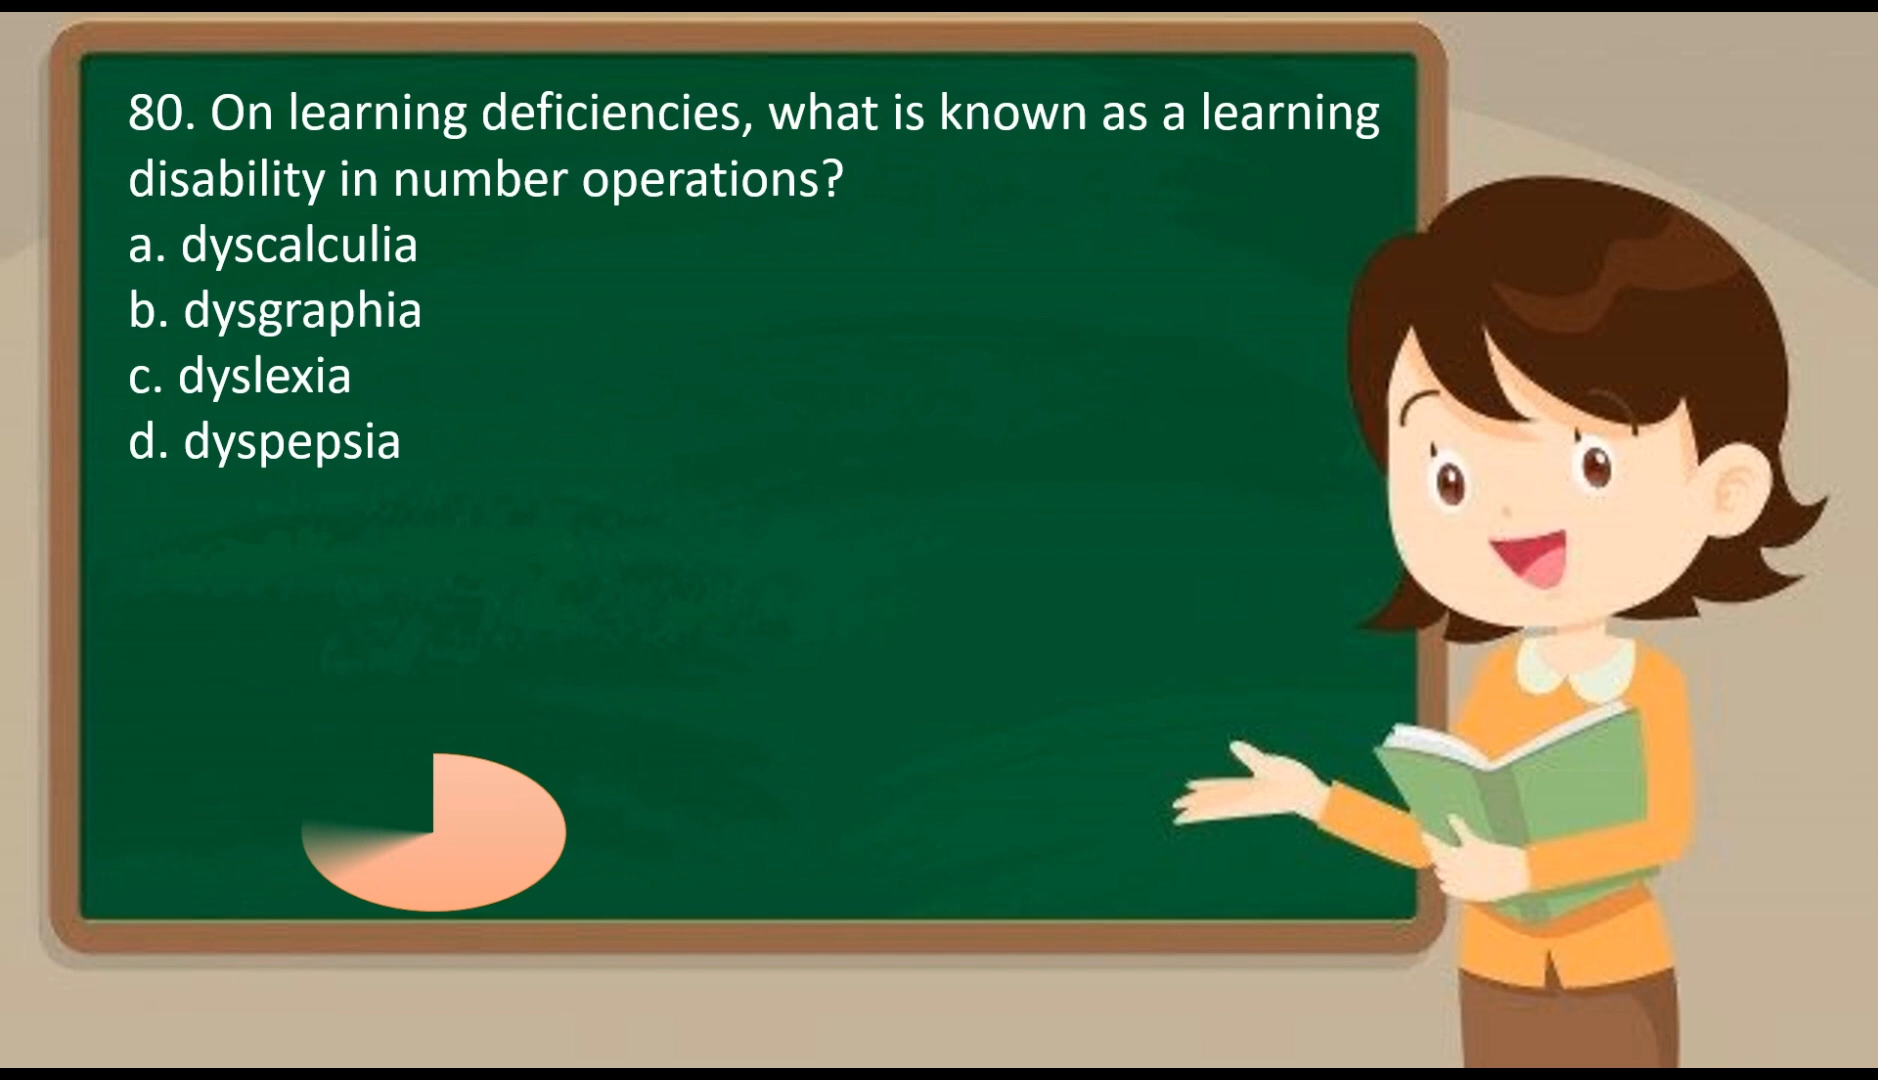 80. On learning deficiencies, what is known as a learning
disability in number operations?
a. dyscalculia
b. dysgraphia
c. dyslexia
d. dyspepsia